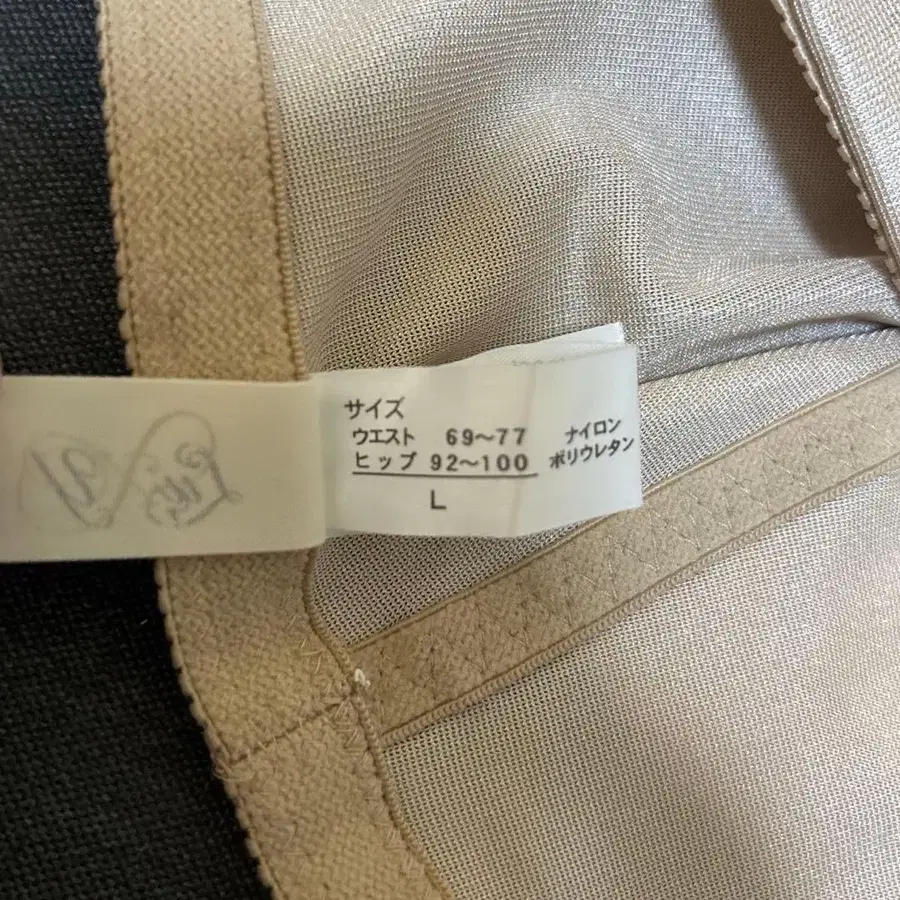 サイズ
ウエスト 69〜77
ヒップ 92〜100
L
ナイロン
ポリウレタン